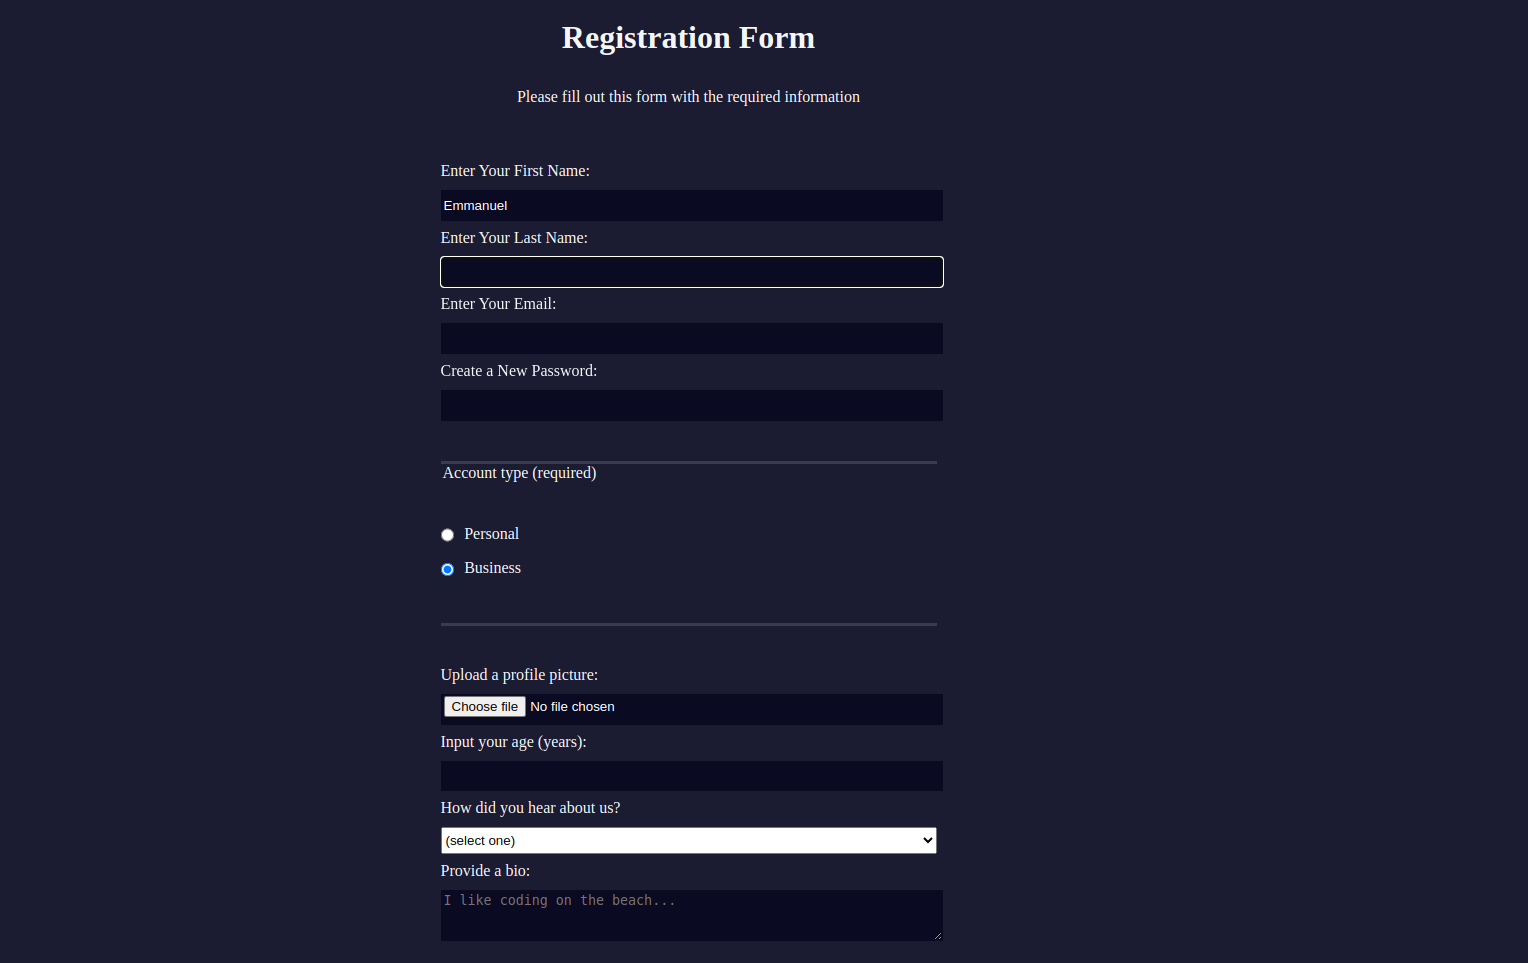 Registration Form
Please fill out this form with the required information
Enter Your First Name:
Emmanuel
Enter Your Last Name:
Enter Your Email:
Create a New Password:
Account type (required)
Personal
Business
Upload a profile picture:
Choose file No file chosen
Input your age (years):
How did you hear about us?
(select one)
Provide a bio:
I like coding on the beach...